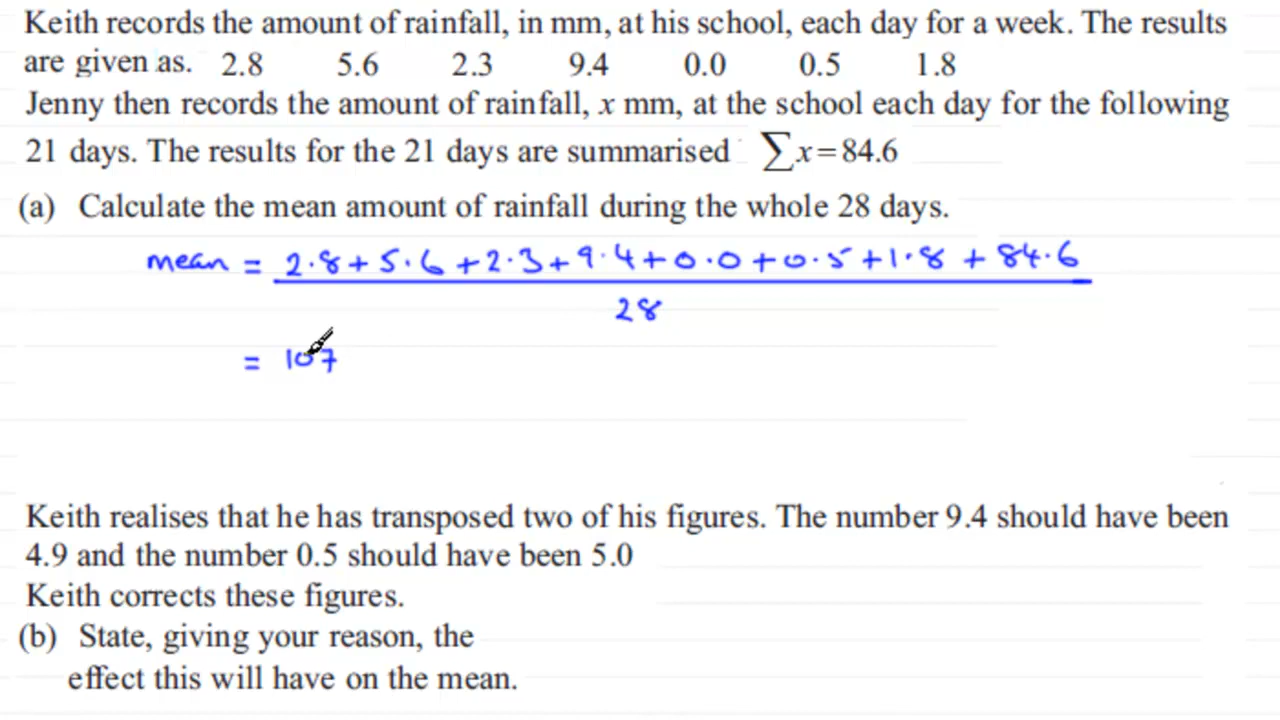 Keith records the amount of rainfall, in mm, at his school, each day for a week. The results
are given as. 2.8 5.6 2.3 9.4 0.0 0.5 1.8
Jenny then records the amount of rainfall, x mm, at the school each day for the following
21 days. The results for the 21 days are summarised ∑x=84.6
(a) Calculate the mean amount of rainfall during the whole 28 days.
mean = 2.8+5.6+2.3+9.4+0.0+0.5+1.8+84.6
28
= 107
Keith realises that he has transposed two of his figures. The number 9.4 should have been
4.9 and the number 0.5 should have been 5.0
Keith corrects these figures.
(b) State, giving your reason, the
effect this will have on the mean.